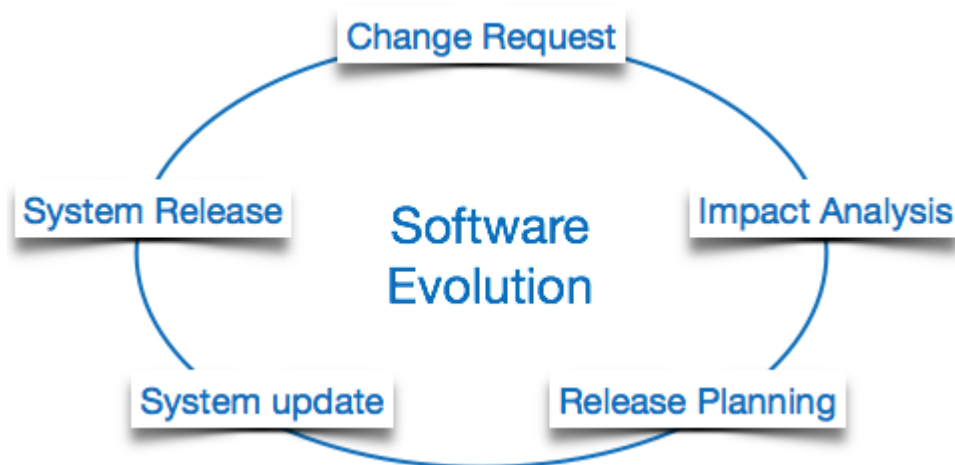 Change Request
System Release
Impact Analysis
Software
Evolution
System update
Release Planning